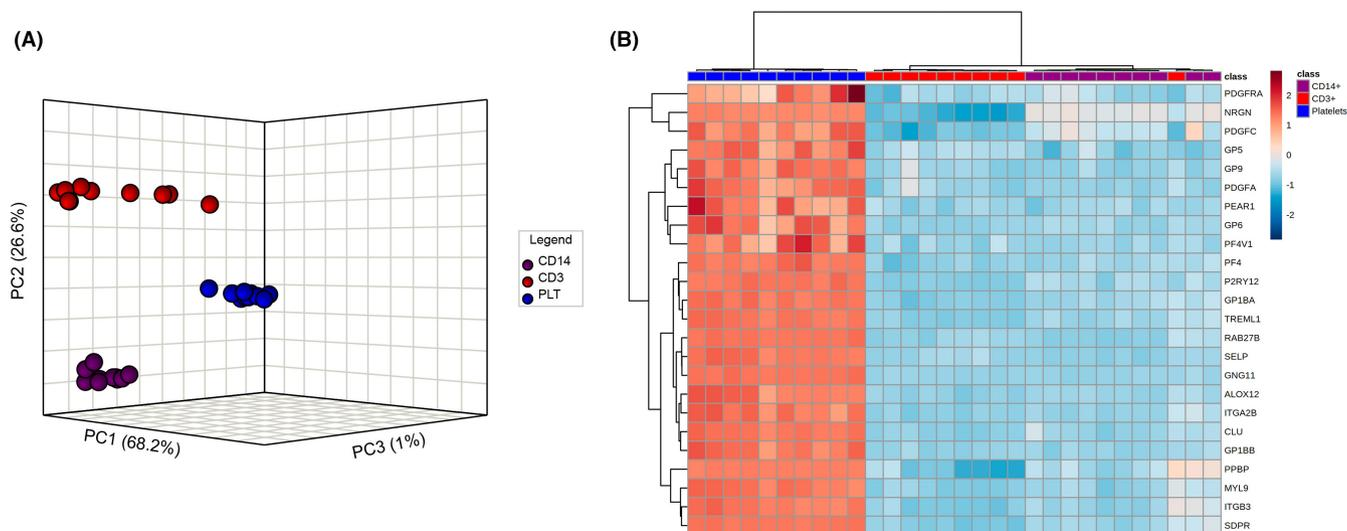 (A)
PC2 (26.6%)
PC1 (68.2%)
PC3 (1%)
Legend
CD14
CD3
PLT
(B)
class
PDGFRA
NRGN
PDGFC
GP5
GP9
PDGFA
PEAR1
GP6
PF4V1
PF4
P2RY12
GP1BA
TREML1
RAB27B
SELP
GNG11
ALOX12
ITGA2B
CLU
GP1BB
PPBP
MYL9
ITGB3
SDPR
2
1
0
-1
-2
class
CD14+
CD3+
Platelets